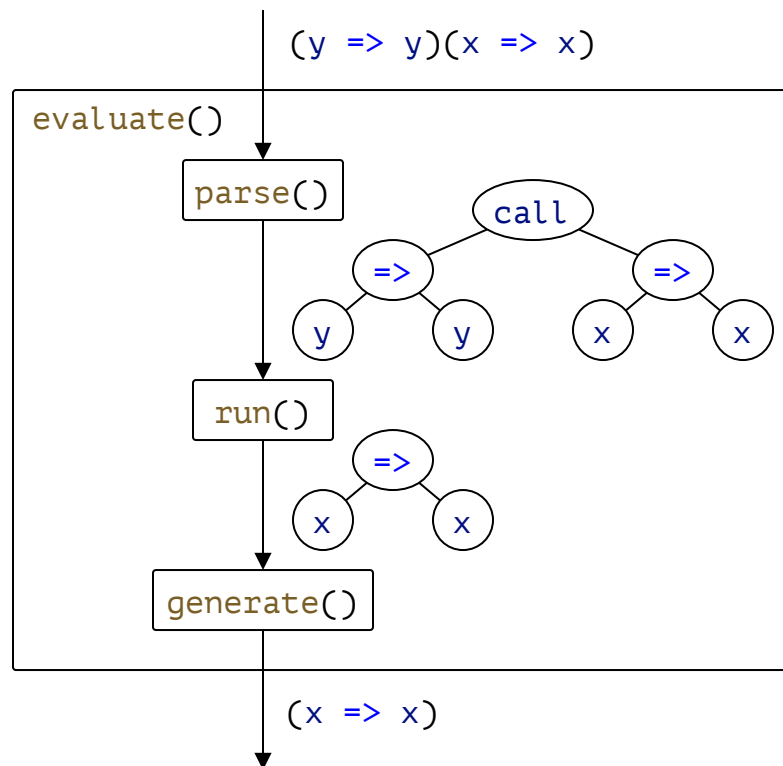 (y => y)(x => x)
evaluate()
parse()
call
=> =>
y y x x
run()
=>
x x
generate()
(x => x)